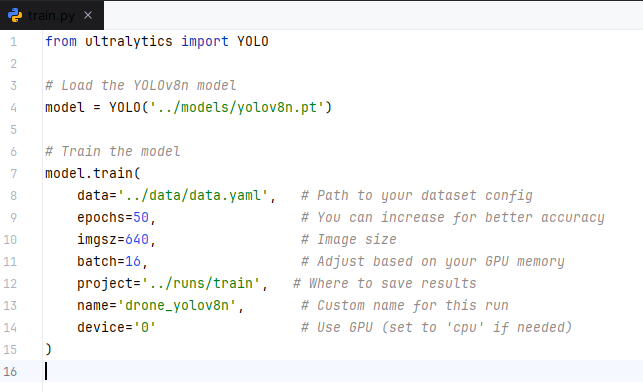 train.py
1 from ultralytics import YOLO
2
3 # Load the YOLOv8n model
4 model = YOLO('../models/yolov8n.pt')
5
6 # Train the model
7 model.train(
8     data='../data/data.yaml',   # Path to your dataset config
9     epochs=50,                  # You can increase for better accuracy
10     imgsz=640,                  # Image size
11     batch=16,                   # Adjust based on your GPU memory
12     project='../runs/train',   # Where to save results
13     name='drone_yolov8n',       # Custom name for this run
14     device='0'                  # Use GPU (set to 'cpu' if needed)
15 )
16